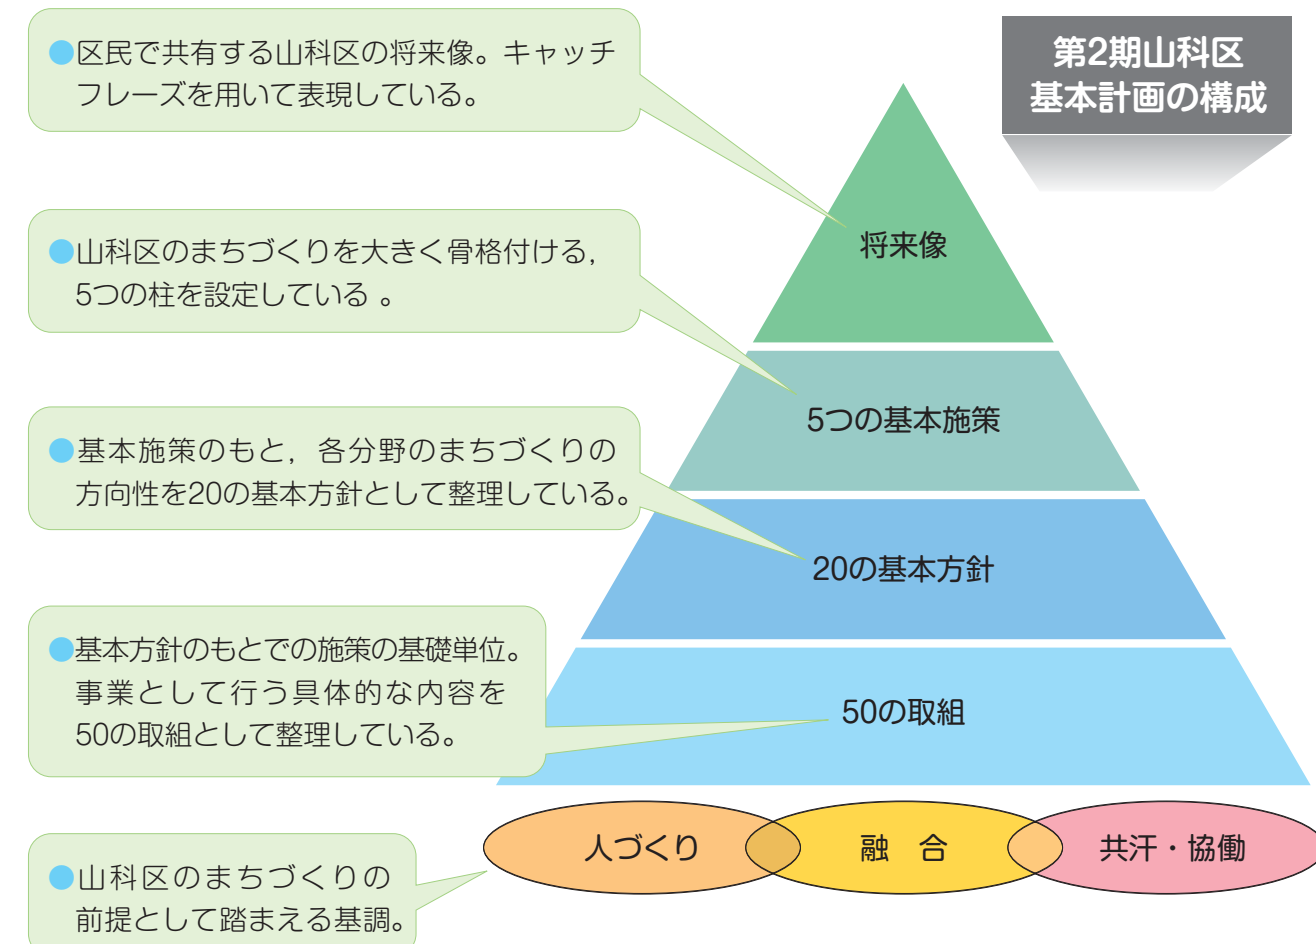 第2期山科区
基本計画の構成
●区民で共有する山科区の将来像。キャッチ
フレーズを用いて表現している。
将来像
●山科区のまちづくりを大きく骨格付ける,
5つの柱を設定している 。
5つの基本施策
●基本施策のもと，各分野のまちづくりの
方向性を20の基本方針として整理している。
20の基本方針
●基本方針のもとでの施策の基礎単位。
事業として行う具体的な内容を
50の取組として整理している。
50の取組
人づくり
融　合
共汗・協働
●山科区のまちづくりの
前提として踏まえる基調。